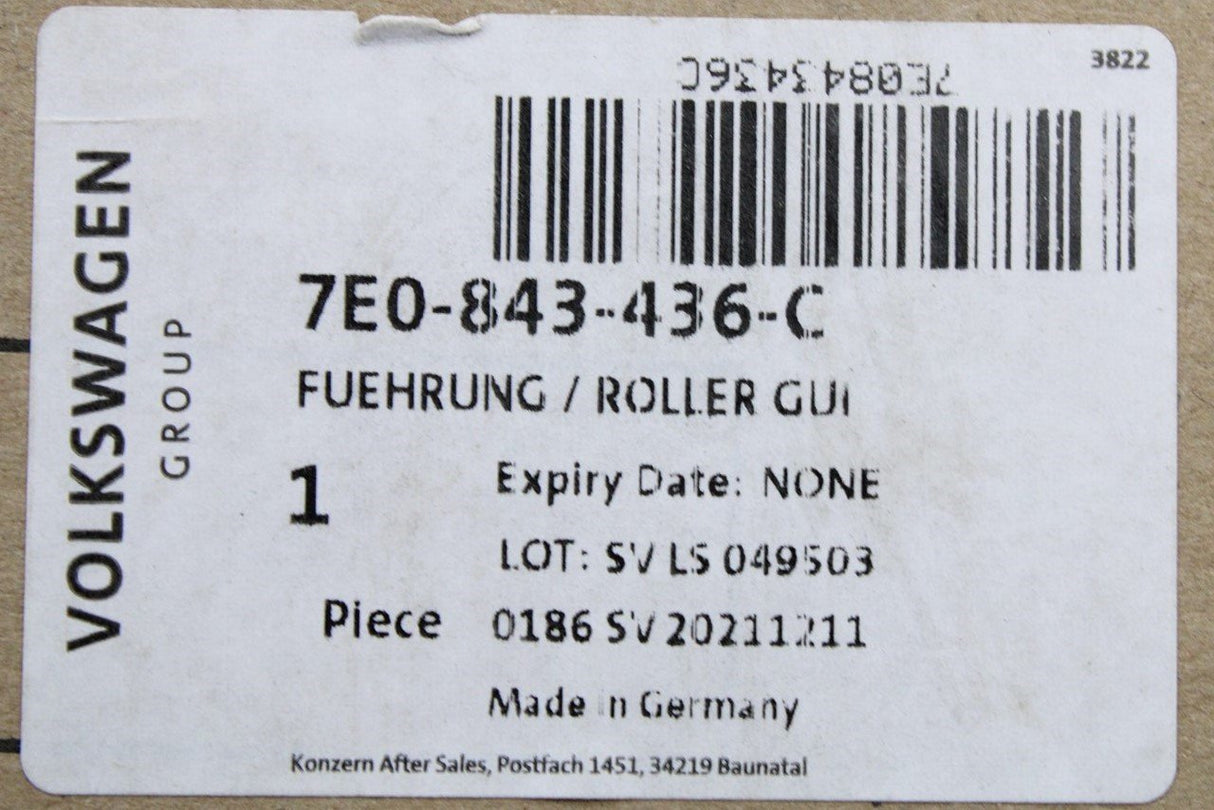 3822
7E0843436C
VOLKSWAGEN
GROUP
7E0-843-436-C
FUEHRUNG / ROLLER GUI
1
Expiry Date: NONE
LOT: SV LS 049503
Piece
0186 SV 20211211
Made in Germany
Konzern After Sales, Postfach 1451, 34219 Baunatal